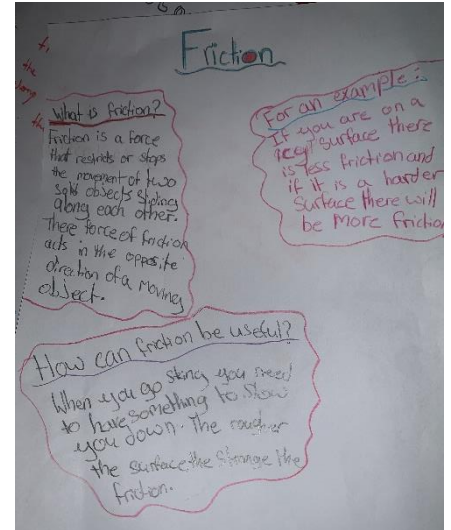 Friction
What is friction?
Friction is a force
that restricts or stops
the movement of two
objects sliding
along each other.
There force of friction
acts in the opposite
direction of a moving
object.
For an example:
If you are on a
icey surface there
is less friction and
if it is a harder
surface there will
be more friction
How can friction be useful?
When you go skiing you need
to have something to slow
you down. The rougher
the surface the strange the
friction.